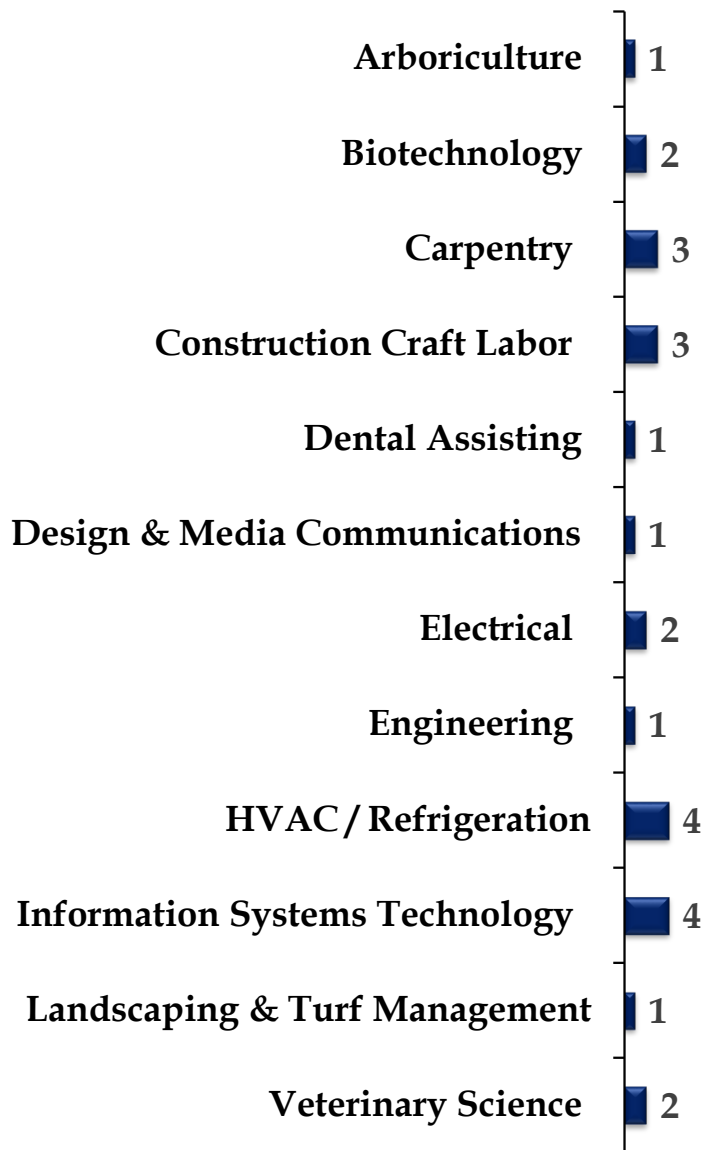 Arboriculture 1
Biotechnology 2
Carpentry 3
Construction Craft Labor 3
Dental Assisting 1
Design & Media Communications 1
Electrical 2
Engineering 1
HVAC / Refrigeration 4
Information Systems Technology 4
Landscaping & Turf Management 1
Veterinary Science 2